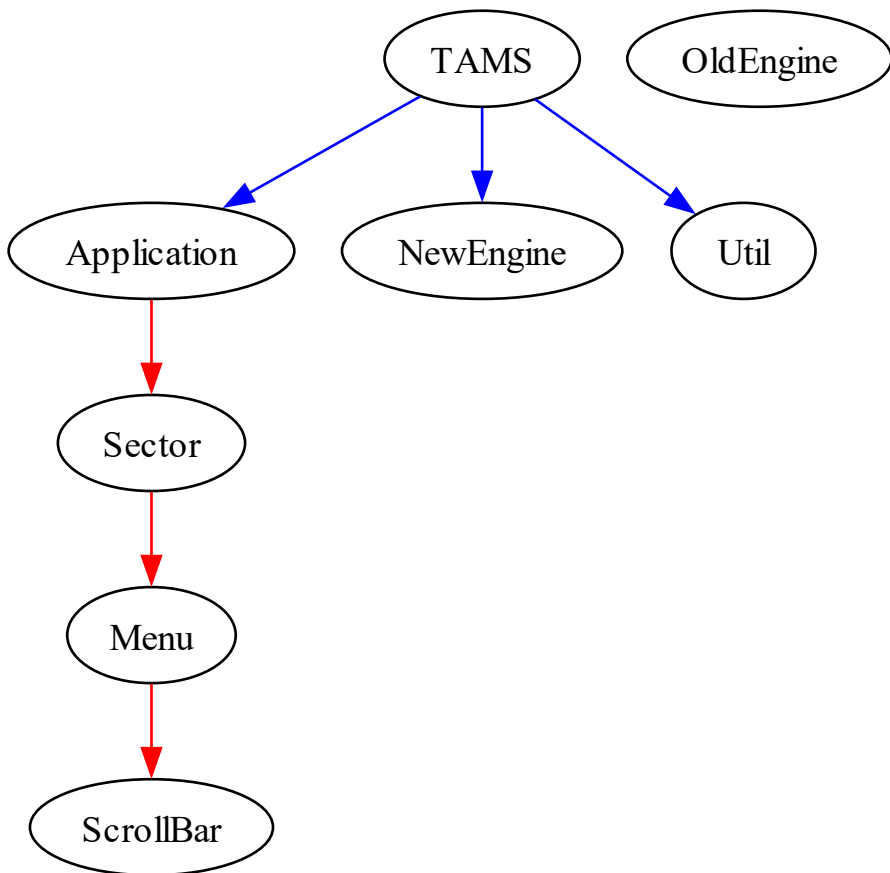 TAMS
OldEngine
Application
NewEngine
Util
Sector
Menu
ScrollBar